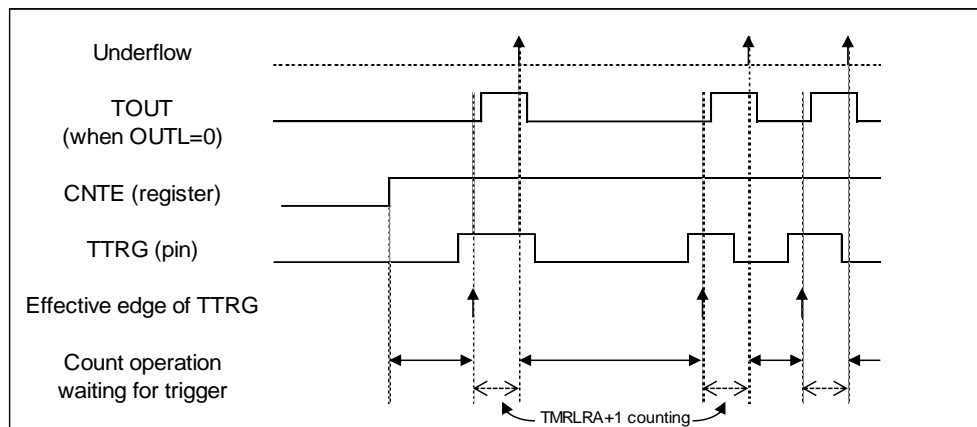 Underflow
TOUT
(when OUTL=0)
CNTE (register)
TTRG (pin)
Effective edge of TTRG
Count operation
waiting for trigger
TMRLRA+1 counting